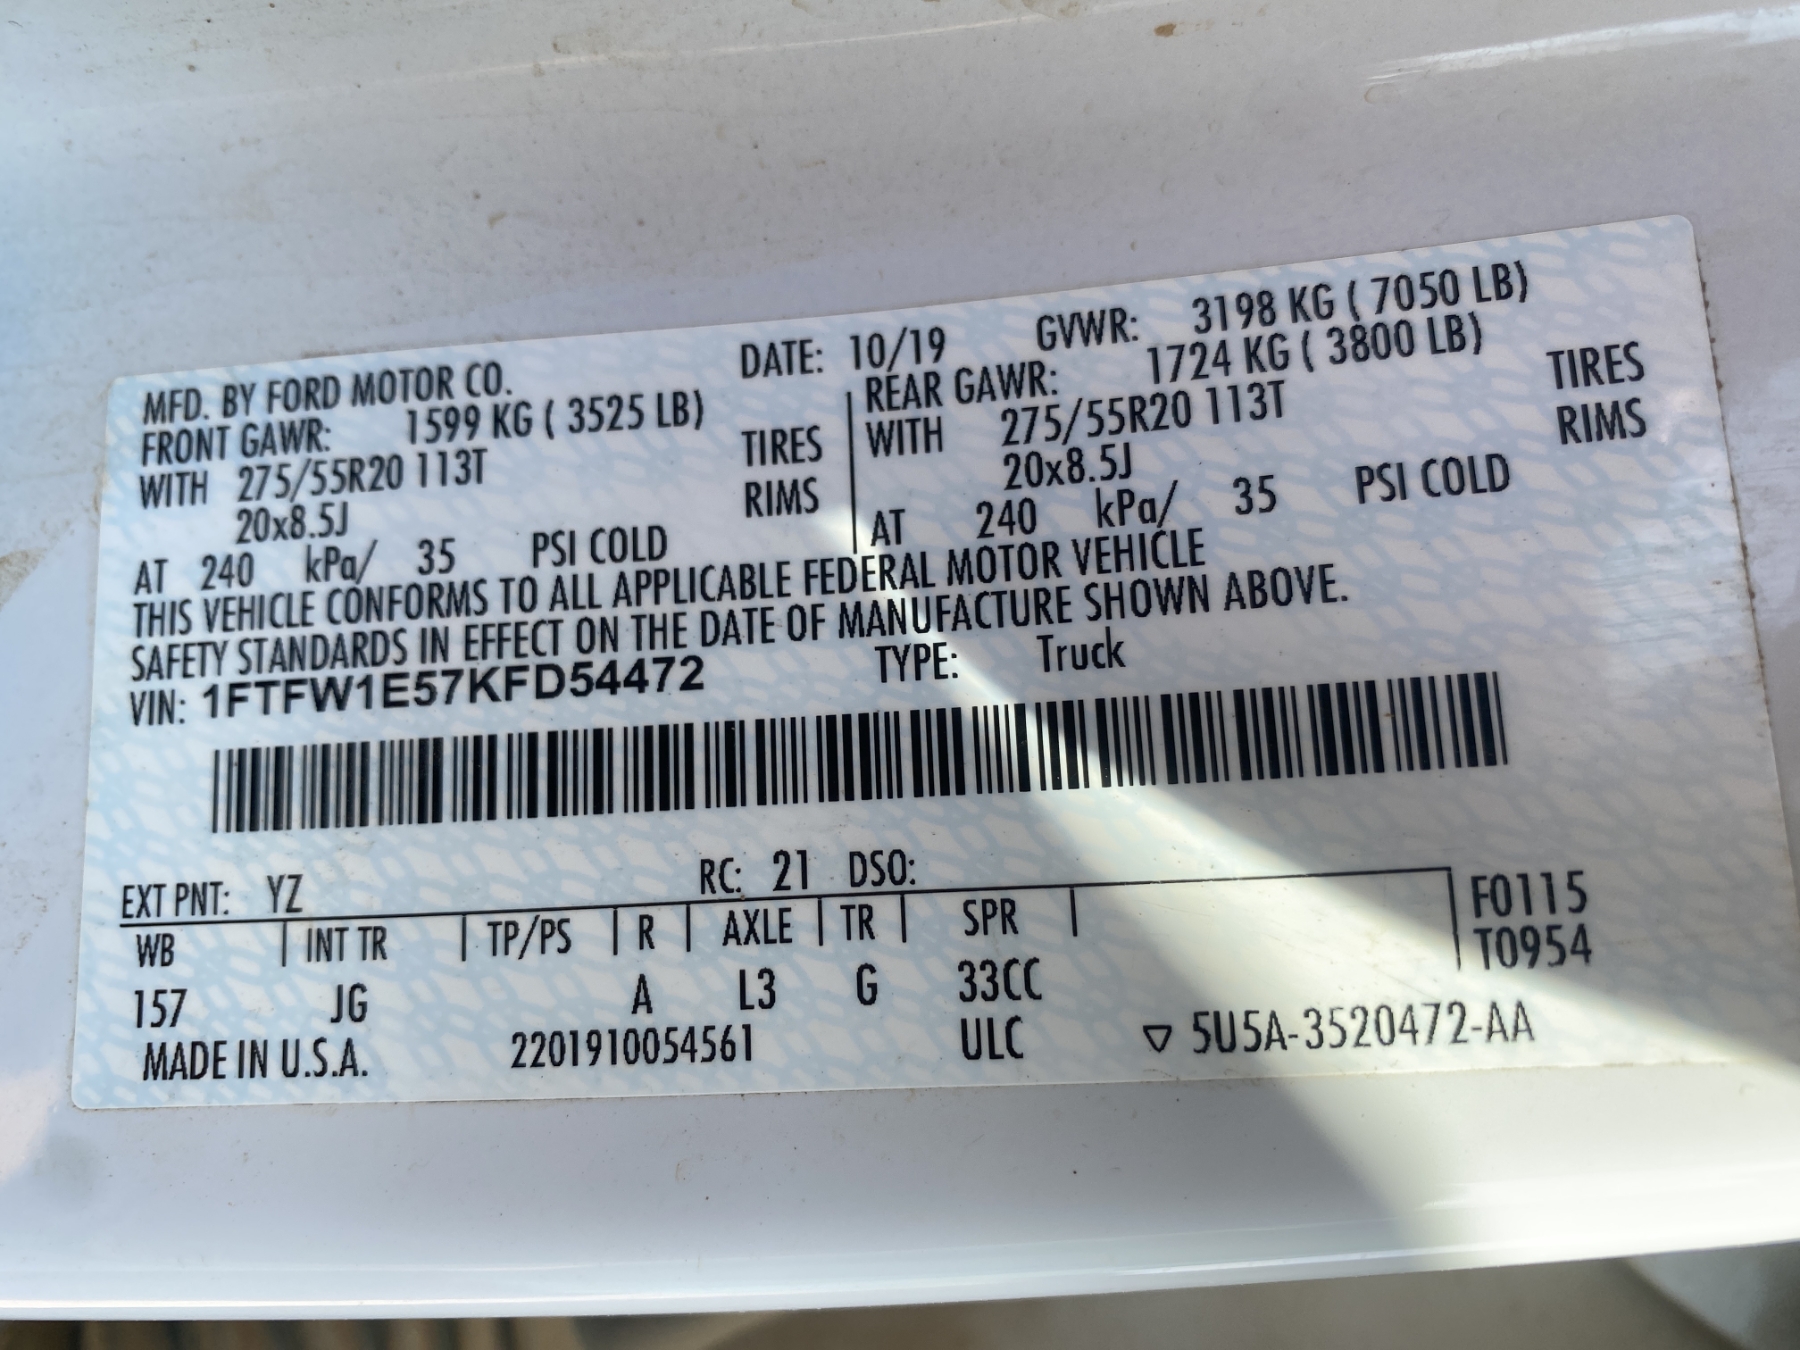 MFD. BY FORD MOTOR CO. DATE: 10/19 GVWR: 3198 KG ( 7050 LB)
FRONT GAWR: 1599 KG ( 3525 LB) REAR GAWR: 1724 KG ( 3800 LB)
WITH 275/55R20 113T TIRES WITH 275/55R20 113T TIRES
20x8.5J RIMS 20x8.5J RIMS
AT 240 kPa/ 35 PSI COLD AT 240 kPa/ 35 PSI COLD
THIS VEHICLE CONFORMS TO ALL APPLICABLE FEDERAL MOTOR VEHICLE
SAFETY STANDARDS IN EFFECT ON THE DATE OF MANUFACTURE SHOWN ABOVE.
VIN: 1FTFW1E57KFD54472 TYPE: Truck
EXT PNT: YZ RC: 21 DSO:
WB INT TR TP/PS R AXLE TR SPR F0115
T0954
157 JG A L3 G 33CC
MADE IN U.S.A. 2201910054561 ULC ▽ 5U5A-3520472-AA